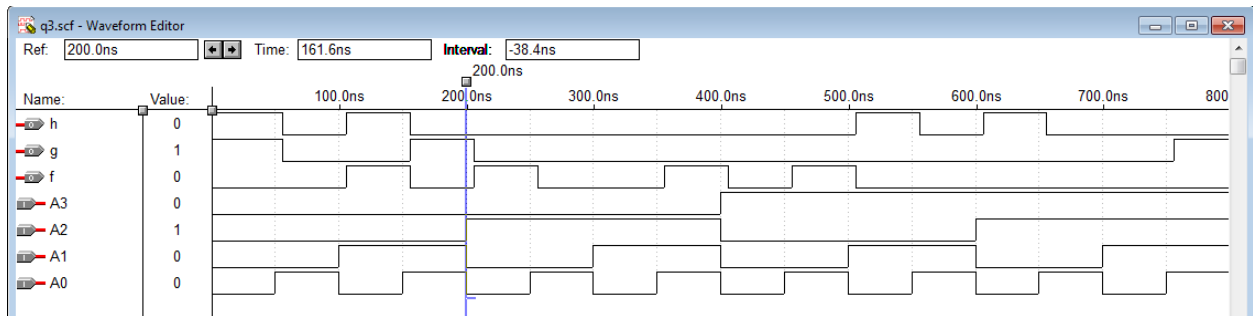 q3.scf - Waveform Editor
Ref: 200.0ns Time: 161.6ns Interval: -38.4ns
200.0ns
Name: Value: 100.0ns 200.0ns 300.0ns 400.0ns 500.0ns 600.0ns 700.0ns 800
h 0
g 1
f 0
A3 0
A2 1
A1 0
A0 0